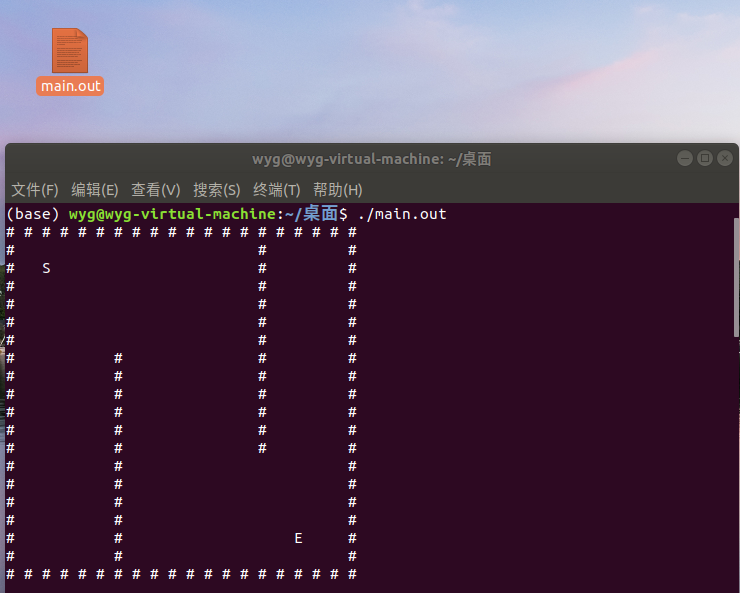 main.out
wyg@wyg-virtual-machine: ~/桌面
文件(F) 编辑(E) 查看(V) 搜索(S) 终端(T) 帮助(H)
(base) wyg@wyg-virtual-machine:~/桌面$ ./main.out
# # # # # # # # # # # # # # # # # # # #
#                           #         #
#   S                       #         #
#                           #         #
#                           #         #
#                           #         #
#                           #         #
#           #               #         #
#           #               #         #
#           #               #         #
#           #               #         #
#           #               #         #
#           #               #         #
#           #                         #
#           #                         #
#           #                         #
#           #                         #
#           #                   E     #
#           #                         #
# # # # # # # # # # # # # # # # # # # #